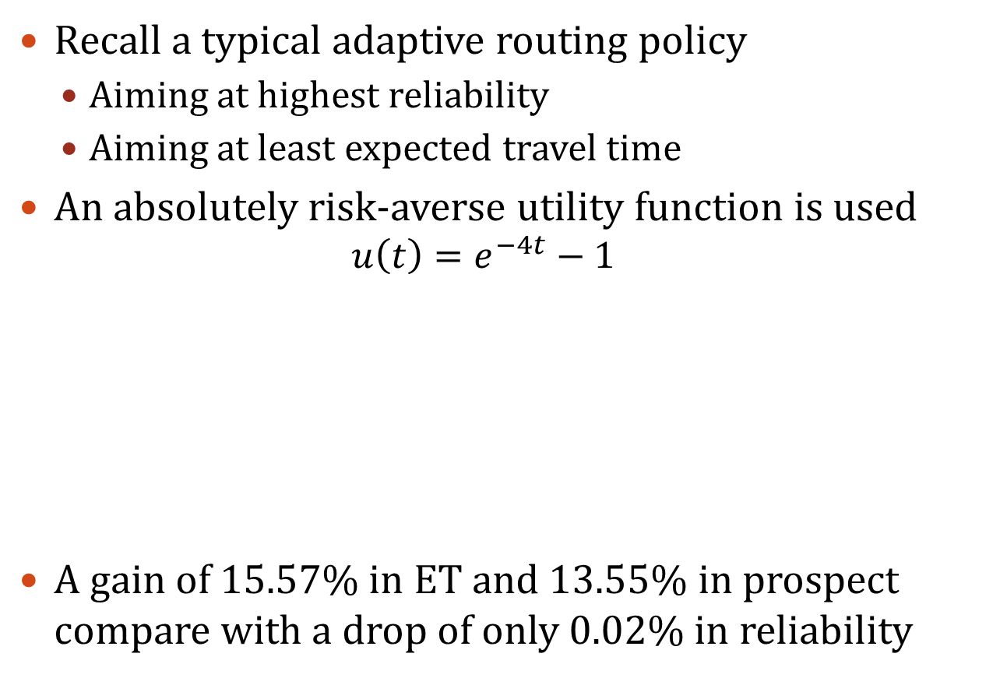 • Recall a typical adaptive routing policy
• Aiming at highest reliability
• Aiming at least expected travel time
• An absolutely risk-averse utility function is used
u(t) = e^{−4t} − 1
• A gain of 15.57% in ET and 13.55% in prospect
compare with a drop of only 0.02% in reliability